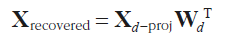 X_recovered = X_d-proj W_d^T